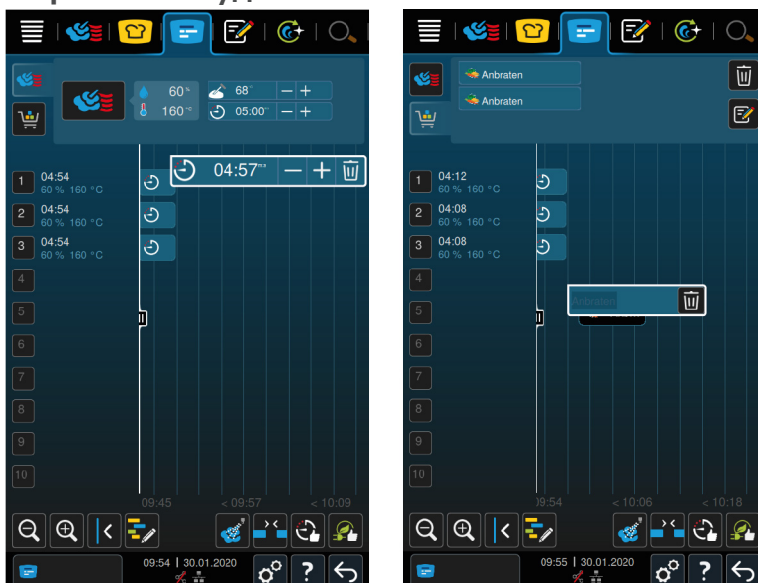 60 %
68 °
160 °C
05:00
04:57
1 04:54
60 % 160 °C
2 04:54
60 % 160 °C
3 04:54
60 % 160 °C
4
5
6
7
8
9
10
09:45 < 09:57 < 10:09
09:54 | 30.01.2020
?
Anbraten
Anbraten
1 04:12
60 % 160 °C
2 04:08
60 % 160 °C
3 04:08
60 % 160 °C
4
Anbraten
5
6
7
8
9
10
09:54 < 10:06 < 10:18
09:55 | 30.01.2020
?